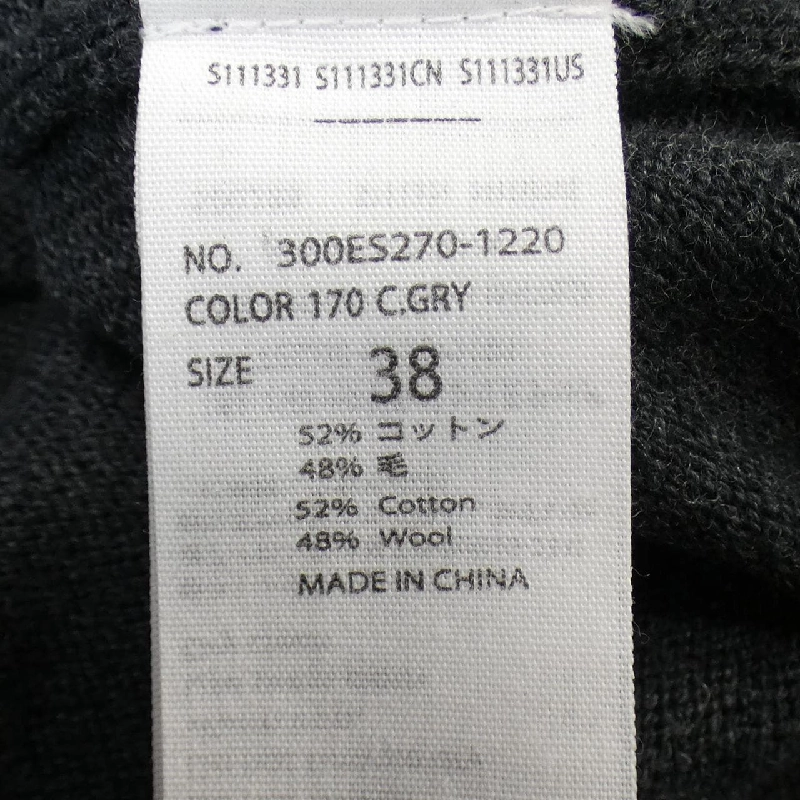 S111331 S111331CN S111331US
NO. 300ES270-1220
COLOR 170 C.GRY
SIZE 38
52% コットン
48% 毛
52% Cotton
48% Wool
MADE IN CHINA